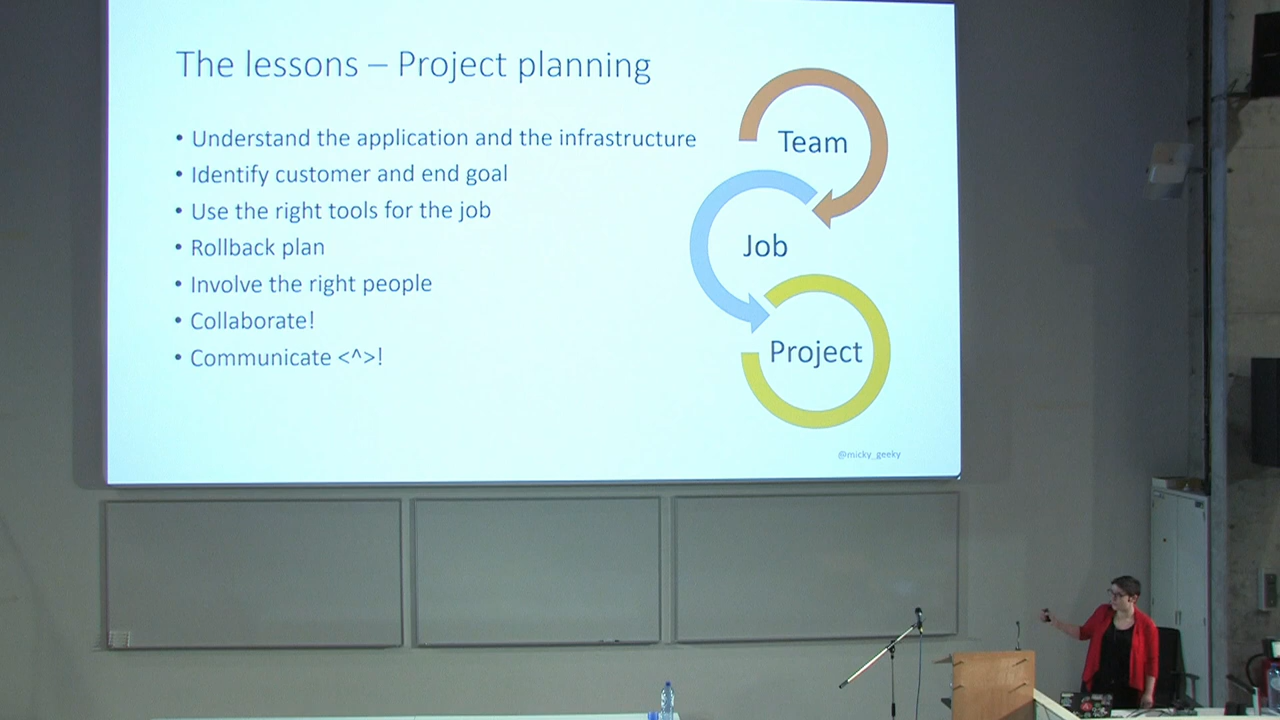 The lessons – Project planning
• Understand the application and the infrastructure
• Identify customer and end goal
• Use the right tools for the job
• Rollback plan
• Involve the right people
• Collaborate!
• Communicate <^>!
Team
Job
Project
@micky_geeky